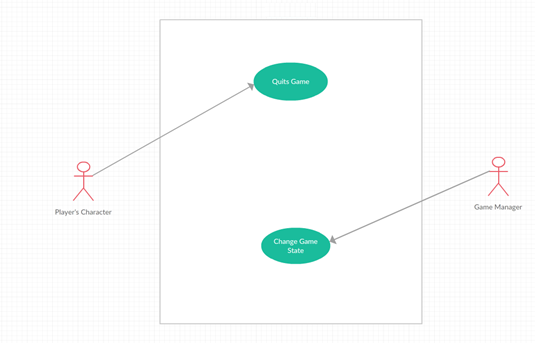 Quits Game
Player's Character
Game Manager
Change Game
State